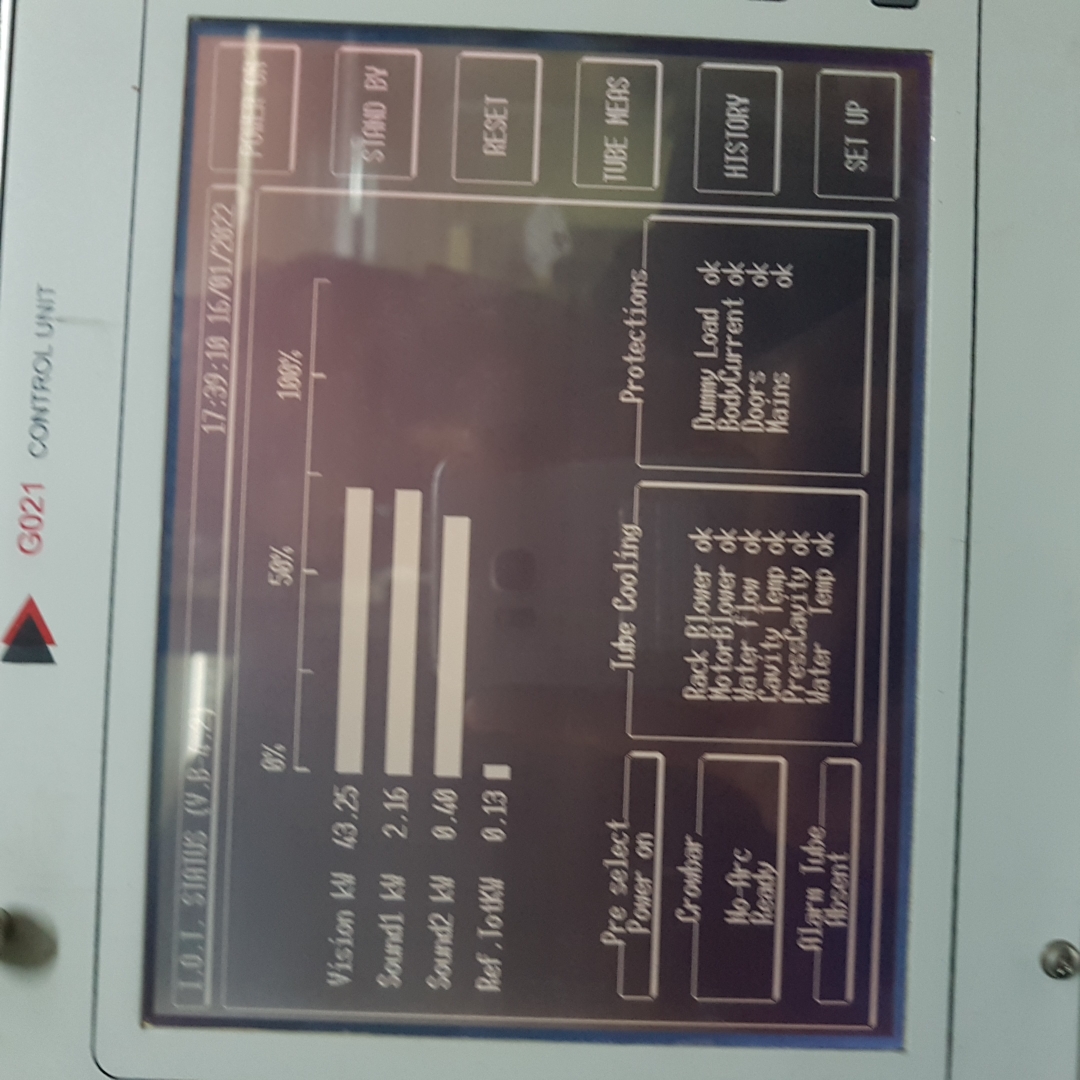 G021 CONTROL UNIT
I.O.T. STATUS (V.B 4.2)
17:39:10 16/01/2022
POWER ON
0% 50% 100%
Vision kW 43.25
Sound1 kW 2.16
Sound2 kW 0.40
Ref.TotKW 0.13
STAND BY
RESET
TUBE MEAS
HISTORY
SET UP
Pre select
Power on
Crowbar
No-Arc
Ready
Alarm Tube
Absent
Tube Cooling
Rack Blower ok
MotorBlower ok
Water flow ok
Cavity Temp ok
PressCavity ok
Water Temp ok
Protections
Dummy Load ok
BodyCurrent ok
Doors ok
Mains ok